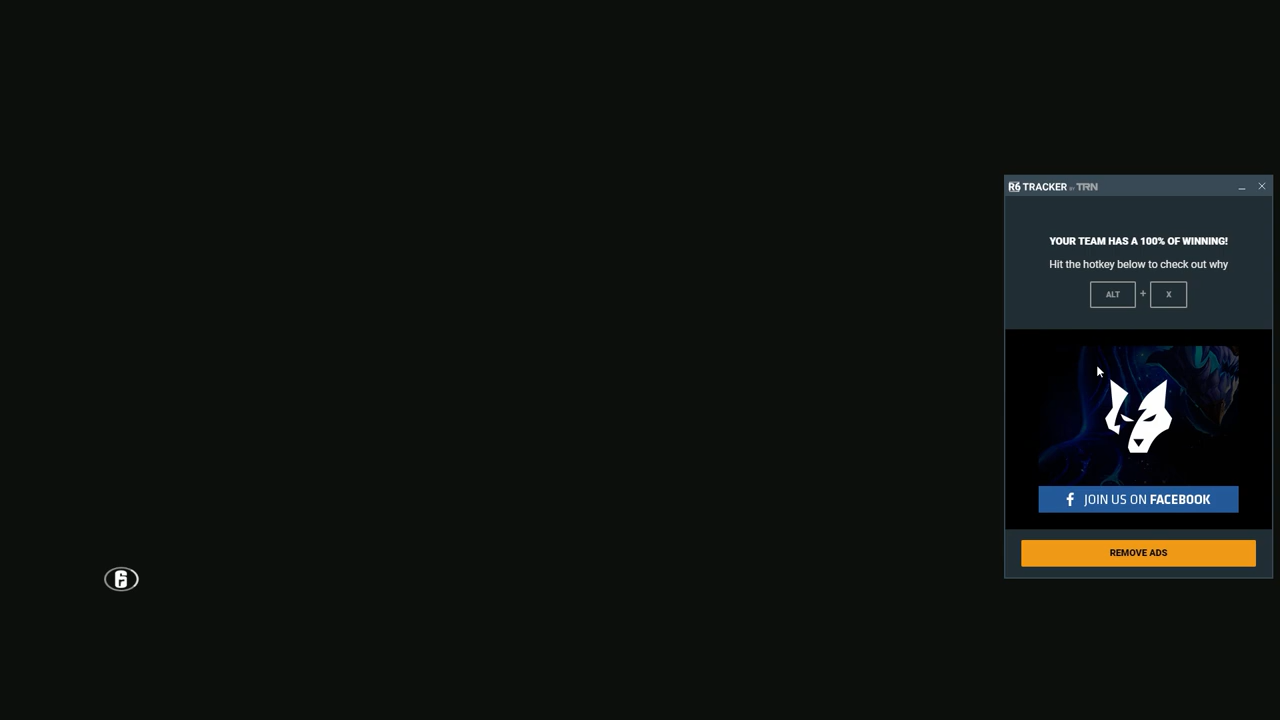 R6 TRACKER BY TRN
YOUR TEAM HAS A 100% OF WINNING!
Hit the hotkey below to check out why
ALT + X
JOIN US ON FACEBOOK
REMOVE ADS
6